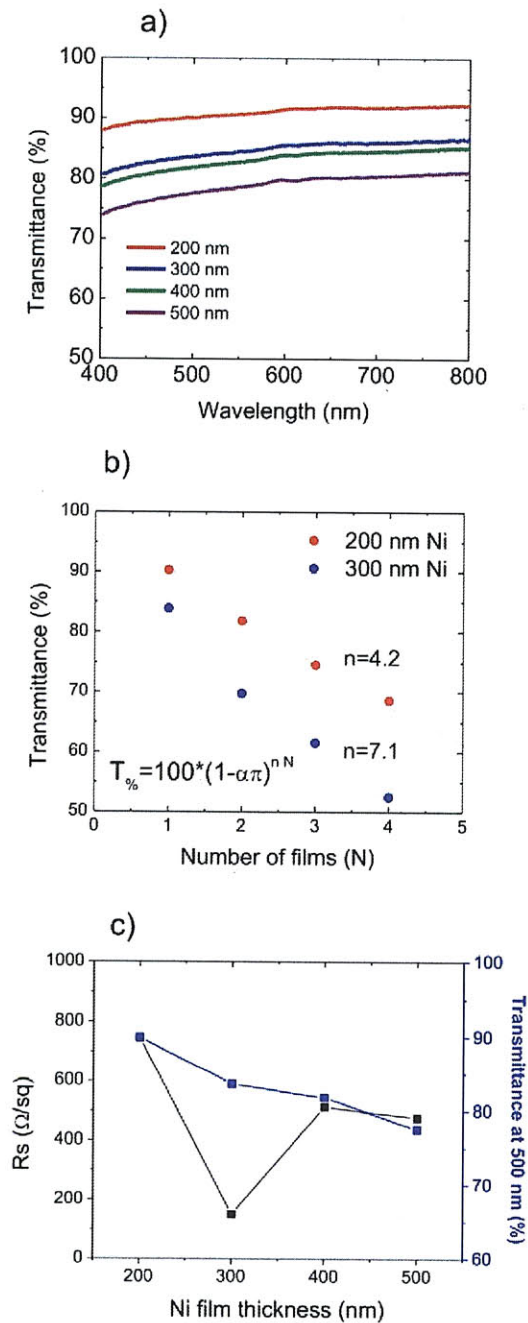 a)
100
90
80
70
60
50
Transmittance (%)
200 nm
300 nm
400 nm
500 nm
400 500 600 700 800
Wavelength (nm)
b)
100
90
80
70
60
50
Transmittance (%)
200 nm Ni
300 nm Ni
n=4.2
n=7.1
T%=100*(1-απ)^n N
0 1 2 3 4 5
Number of films (N)
c)
1000
800
600
400
200
0
Rs (Ω/sq)
100
90
80
70
60
Transmittance at 500 nm (%)
200 300 400 500
Ni film thickness (nm)